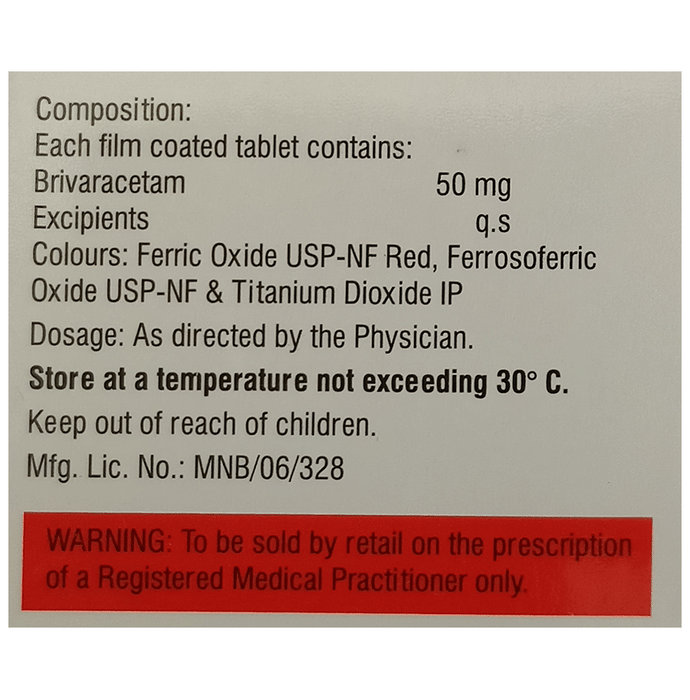 Composition:
Each film coated tablet contains:
Brivaracetam 50 mg
Excipients q.s
Colours: Ferric Oxide USP-NF Red, Ferrosoferric
Oxide USP-NF & Titanium Dioxide IP
Dosage: As directed by the Physician.
Store at a temperature not exceeding 30° C.
Keep out of reach of children.
Mfg. Lic. No.: MNB/06/328
WARNING: To be sold by retail on the prescription
of a Registered Medical Practitioner only.